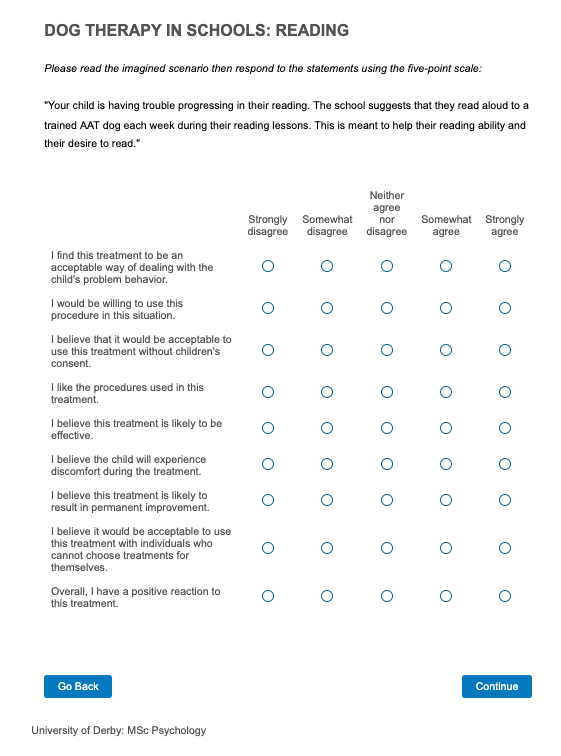 DOG THERAPY IN SCHOOLS: READING
Please read the imagined scenario then respond to the statements using the five-point scale:
"Your child is having trouble progressing in their reading. The school suggests that they read aloud to a
trained AAT dog each week during their reading lessons. This is meant to help their reading ability and
their desire to read."
Strongly disagree
Somewhat disagree
Neither agree nor disagree
Somewhat agree
Strongly agree
I find this treatment to be an
acceptable way of dealing with the
child's problem behavior.
I would be willing to use this
procedure in this situation.
I believe that it would be acceptable to
use this treatment without children's
consent.
I like the procedures used in this
treatment.
I believe this treatment is likely to be
effective.
I believe the child will experience
discomfort during the treatment.
I believe this treatment is likely to
result in permanent improvement.
I believe it would be acceptable to use
this treatment with individuals who
cannot choose treatments for
themselves.
Overall, I have a positive reaction to
this treatment.
Go Back
Continue
University of Derby: MSc Psychology